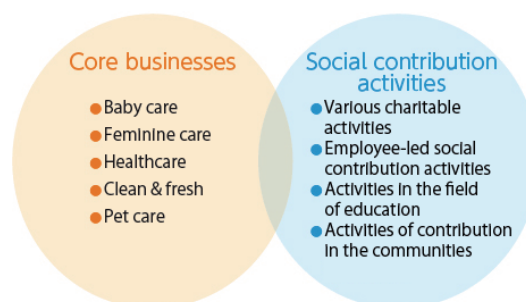 Core businesses
● Baby care
● Feminine care
● Healthcare
● Clean & fresh
● Pet care
Social contribution
activities
● Various charitable
activities
● Employee-led social
contribution activities
● Activities in the field
of education
● Activities of contribution
in the communities